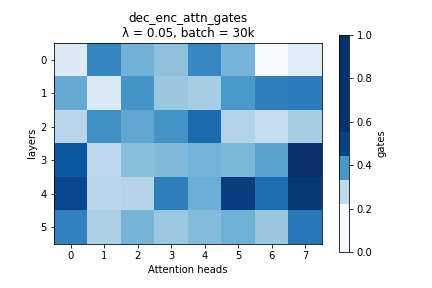 dec_enc_attn_gates
λ = 0.05, batch = 30k
layers
0
1
2
3
4
5
0 1 2 3 4 5 6 7
Attention heads
1.0
0.8
0.6
0.4
0.2
0.0
gates